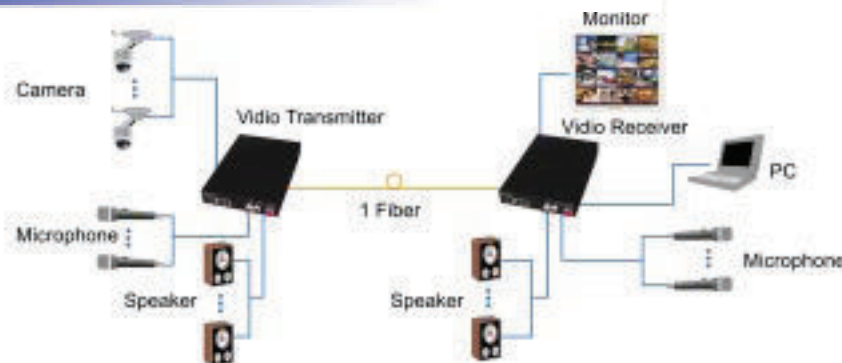 Monitor
Camera
Vidio Transmitter
Vidio Receiver
PC
1 Fiber
Microphone
Microphone
Speaker
Speaker